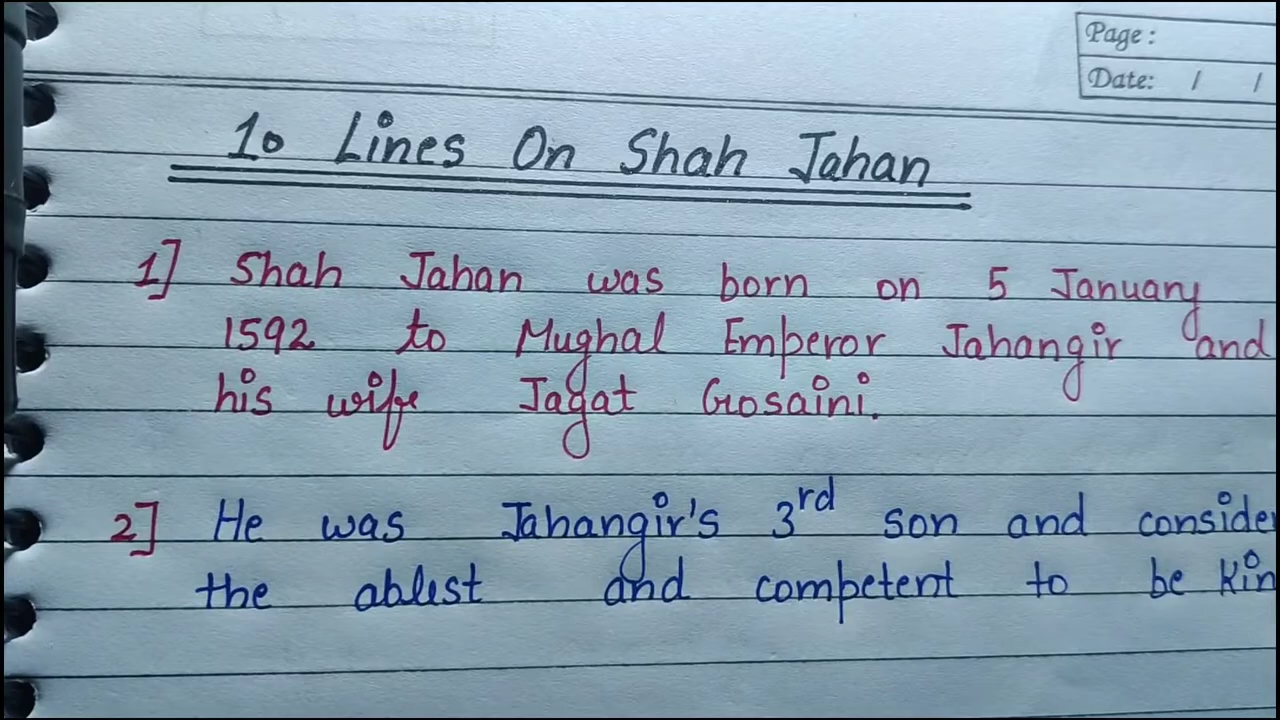 Page:
Date: / /
10 Lines On Shah Jahan
1] Shah Jahan was born on 5 January
1592 to Mughal Emperor Jahangir and
his wife Jagat Gosaini.
2] He was Jahangir's 3rd son and consider
the ablest and competent to be Kin